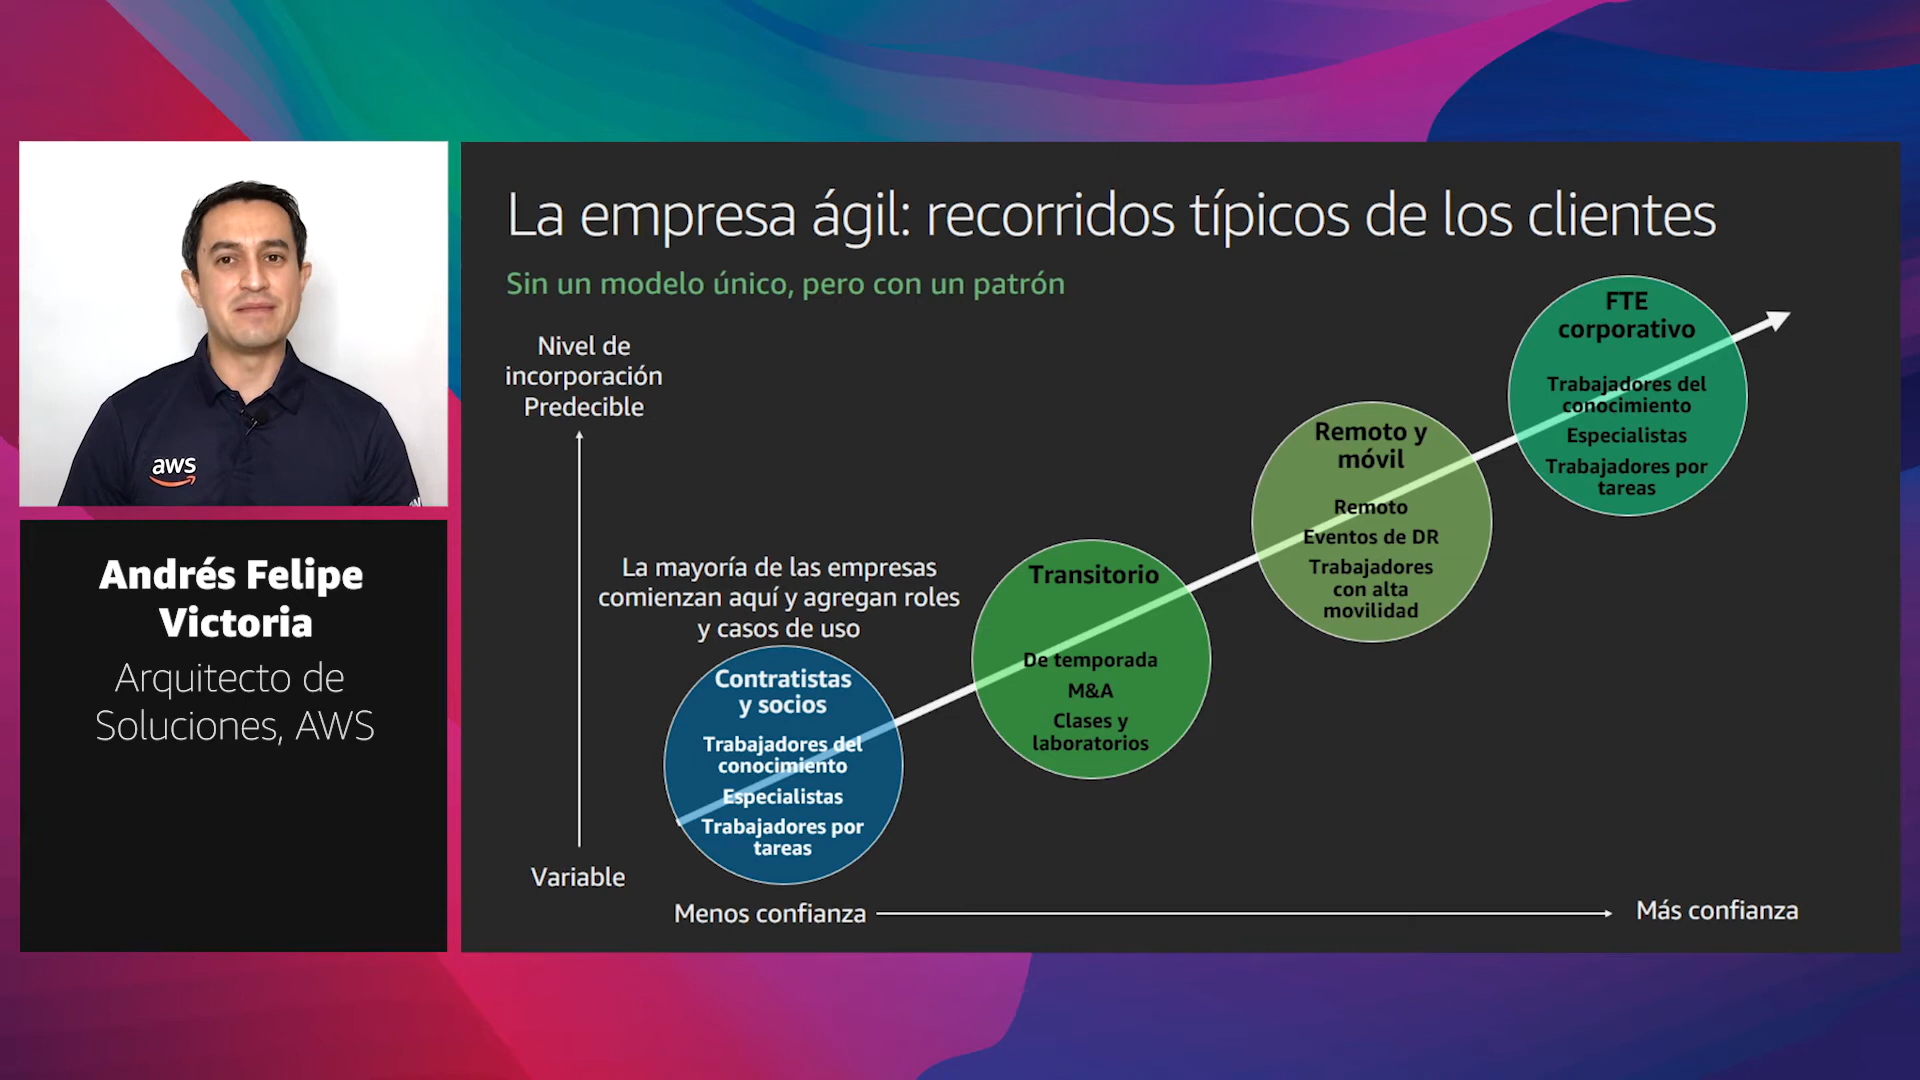 aws
Andrés Felipe
Victoria
Arquitecto de
Soluciones, AWS
La empresa ágil: recorridos típicos de los clientes
Sin un modelo único, pero con un patrón
Nivel de
incorporación
Predecible
Variable
La mayoría de las empresas
comienzan aquí y agregan roles
y casos de uso
Contratistas
y socios
Trabajadores del
conocimiento
Especialistas
Trabajadores por
tareas
Transitorio
De temporada
M&A
Clases y
laboratorios
Remoto y
móvil
Remoto
Eventos de DR
Trabajadores
con alta
movilidad
FTE
corporativo
Trabajadores del
conocimiento
Especialistas
Trabajadores por
tareas
Menos confianza
Más confianza